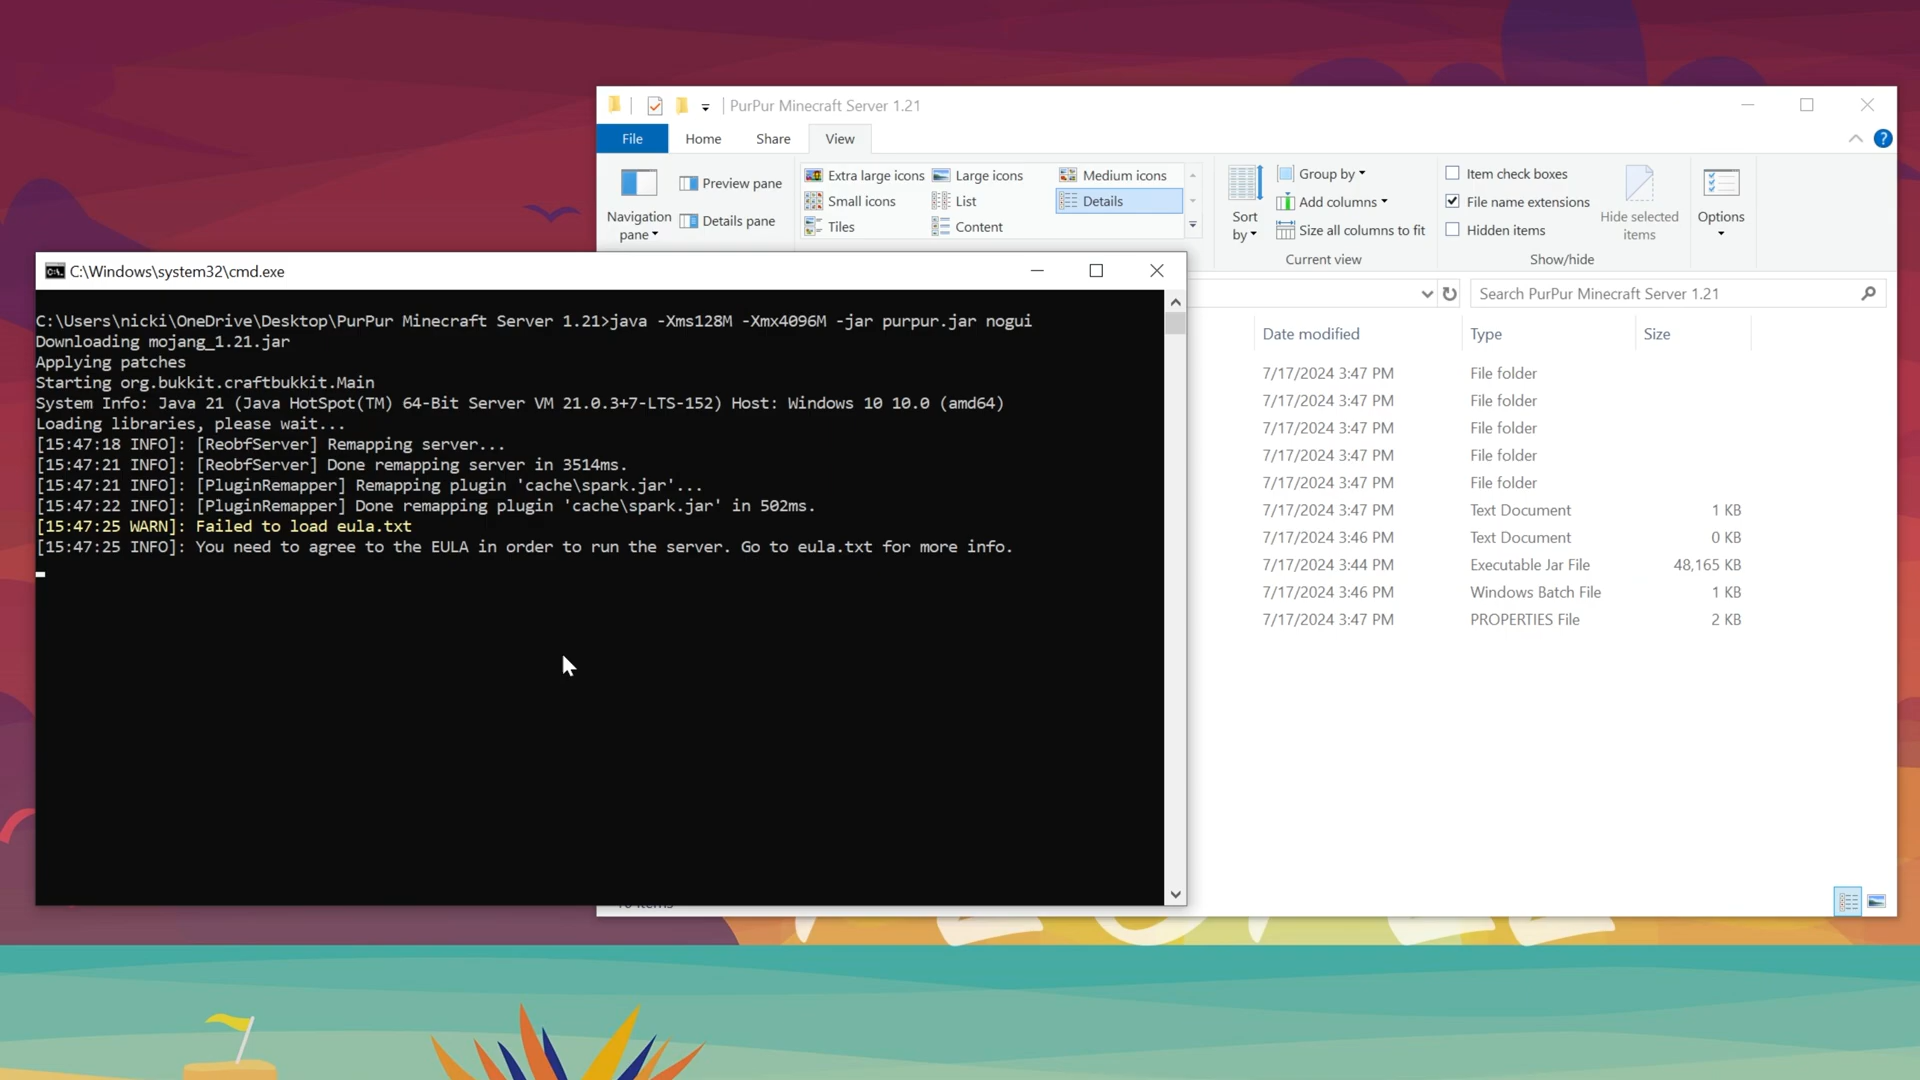 PurPur Minecraft Server 1.21
File Home Share View
Extra large icons Large icons Medium icons
Preview pane
Small icons List Details
Navigation pane
Details pane
Tiles Content
Sort by
Group by
Add columns
Size all columns to fit
Current view
Item check boxes
File name extensions
Hidden items
Hide selected items
Show/hide
Options
C:\Windows\system32\cmd.exe
Search PurPur Minecraft Server 1.21
C:\Users\nicki\OneDrive\Desktop\PurPur Minecraft Server 1.21>java -Xms128M -Xmx4096M -jar purpur.jar nogui
Downloading mojang_1.21.jar
Applying patches
Starting org.bukkit.craftbukkit.Main
System Info: Java 21 (Java HotSpot(TM) 64-Bit Server VM 21.0.3+7-LTS-152) Host: Windows 10 10.0 (amd64)
Loading libraries, please wait...
[15:47:18 INFO]: [ReobfServer] Remapping server...
[15:47:21 INFO]: [ReobfServer] Done remapping server in 3514ms.
[15:47:21 INFO]: [PluginRemapper] Remapping plugin 'cache\spark.jar'...
[15:47:22 INFO]: [PluginRemapper] Done remapping plugin 'cache\spark.jar' in 502ms.
[15:47:25 WARN]: Failed to load eula.txt
[15:47:25 INFO]: You need to agree to the EULA in order to run the server. Go to eula.txt for more info.
Date modified Type Size
7/17/2024 3:47 PM File folder
7/17/2024 3:47 PM File folder
7/17/2024 3:47 PM File folder
7/17/2024 3:47 PM File folder
7/17/2024 3:47 PM File folder
7/17/2024 3:47 PM Text Document 1 KB
7/17/2024 3:46 PM Text Document 0 KB
7/17/2024 3:44 PM Executable Jar File 48,165 KB
7/17/2024 3:46 PM Windows Batch File 1 KB
7/17/2024 3:47 PM PROPERTIES File 2 KB